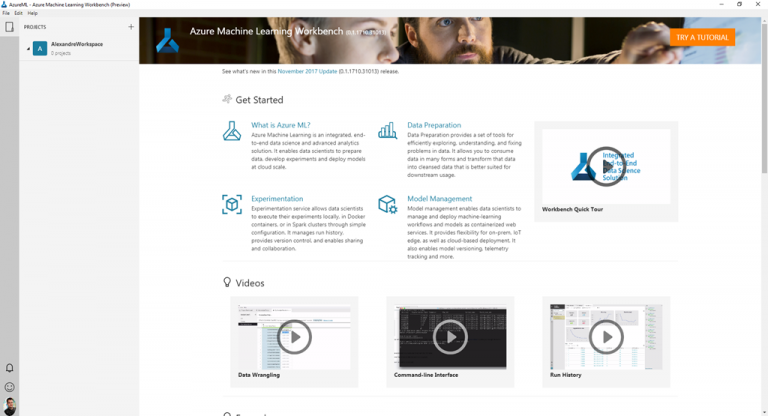 AzureML - Azure Machine Learning Workbench (Preview)
File Edit Help
PROJECTS
A
AlexandreWorkspace
Azure Machine Learning Workbench (0.1.1710.31013)
TRY A TUTORIAL
See what's new in this November 2017 Update (0.1.1710.31013) release.
Get Started
What is Azure ML?
Azure Machine Learning is an integrated, end-
to-end data science and advanced analytics
solution. It enables data scientists to prepare
data, develop experiments and deploy models
at cloud scale.
Data Preparation
Data Preparation provides a set of tools for
efficiently exploring, understanding, and fixing
problems in data. It allows you to consume
data in many forms and transform that data
into cleansed data that is better suited for
downstream usage.
Integrated
End-to-End
Data Science
Solution
Workbench Quick Tour
Experimentation
Experimentation service allows data scientists
to execute their experiments locally, in Docker
containers, or in Spark clusters through simple
configuration. It manages run history,
provides version control, and enables sharing
and collaboration.
Model Management
Model management enables data scientists to
manage and deploy machine-learning
workflows and models as containerized web
services. It provides flexibility for on-prem, IoT
edge, as well as cloud-based deployment. It
also enables model versioning, telemetry
tracking and more.
Videos
Data Wrangling
Command-line Interface
Run History